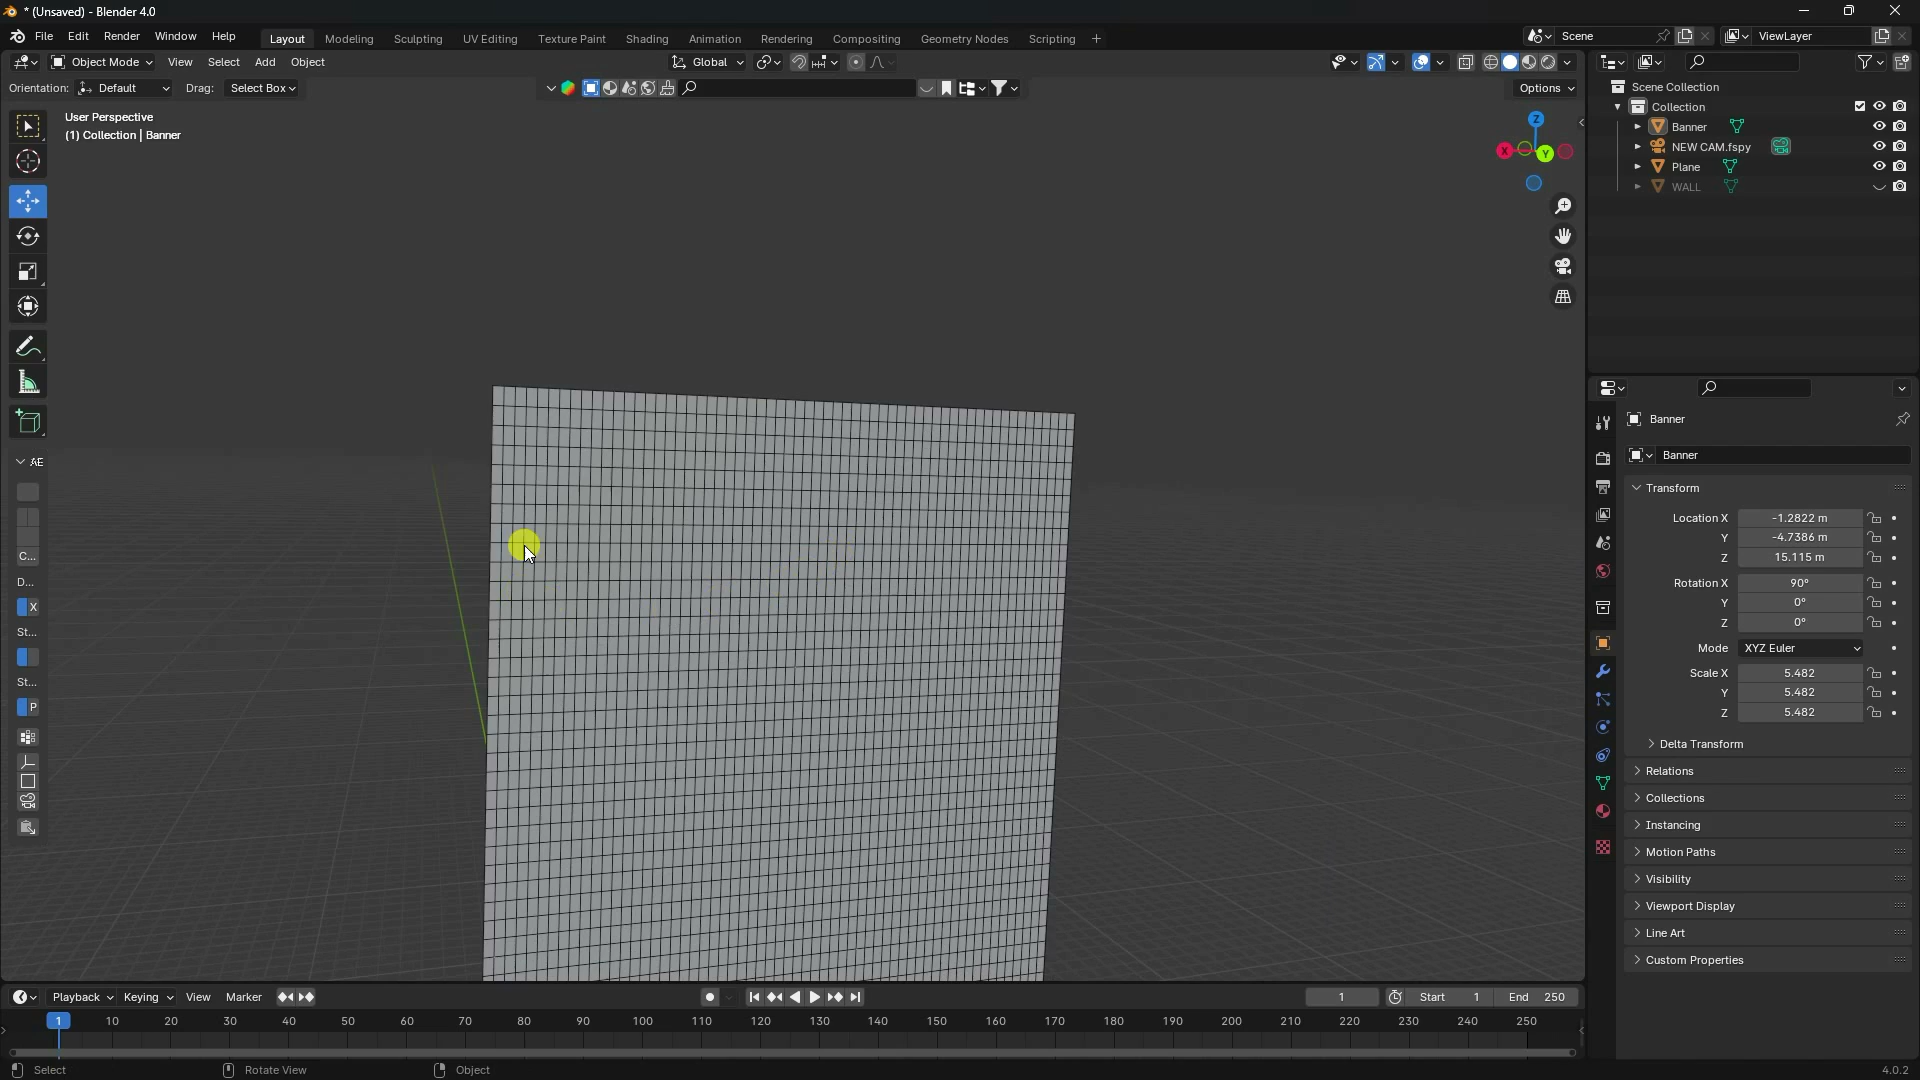 * (Unsaved) - Blender 4.0
File Edit Render Window Help Layout Modeling Sculpting UV Editing Texture Paint Shading Animation Rendering Compositing Geometry Nodes Scripting + Scene ViewLayer
Object Mode View Select Add Object Global
Orientation: Default Drag: Select Box Options
User Perspective
(1) Collection | Banner
Z
X Y
AE
C...
D...
X
St...
St...
P
Scene Collection
Collection
Banner
NEW CAM.fspy
Plane
WALL
Banner
Banner
Transform
Location X -1.2822 m
Y -4.7386 m
Z 15.115 m
Rotation X 90°
Y 0°
Z 0°
Mode XYZ Euler
Scale X 5.482
Y 5.482
Z 5.482
Delta Transform
Relations
Collections
Instancing
Motion Paths
Visibility
Viewport Display
Line Art
Custom Properties
Playback Keying View Marker 1 Start 1 End 250
1 10 20 30 40 50 60 70 80 90 100 110 120 130 140 150 160 170 180 190 200 210 220 230 240 250
Select Rotate View Object 4.0.2